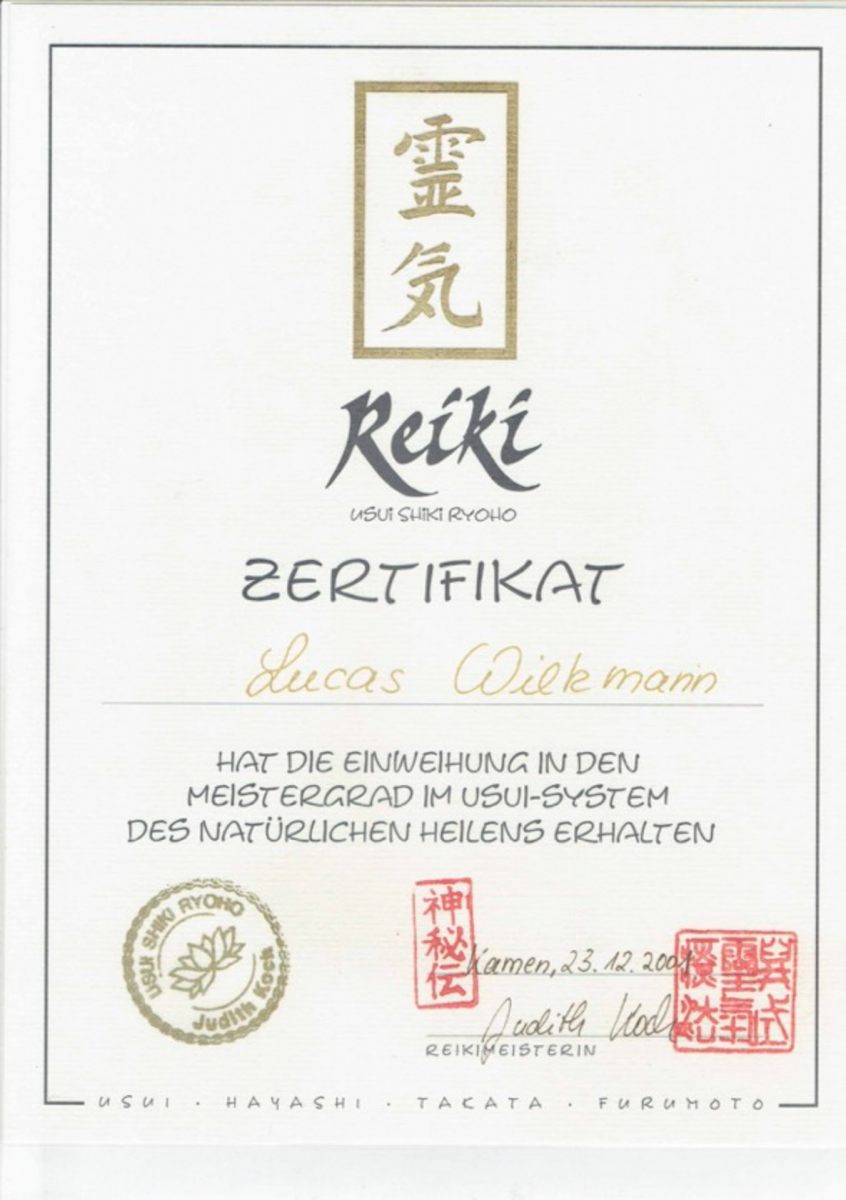 霊
気
Reiki
USUI SHIKI RYOHO
ZERTIFIKAT
Lucas Wilkmann
HAT DIE EINWEIHUNG IN DEN
MEISTERGRAD IM USUI-SYSTEM
DES NATÜRLICHEN HEILENS ERHALTEN
USUI SHIKI RYOHO
Judith Koch
神秘伝
Kamen, 23.12.2001
Judith Koch
REIKIMEISTERIN
USUI · HAYASHI · TAKATA · FURUMOTO